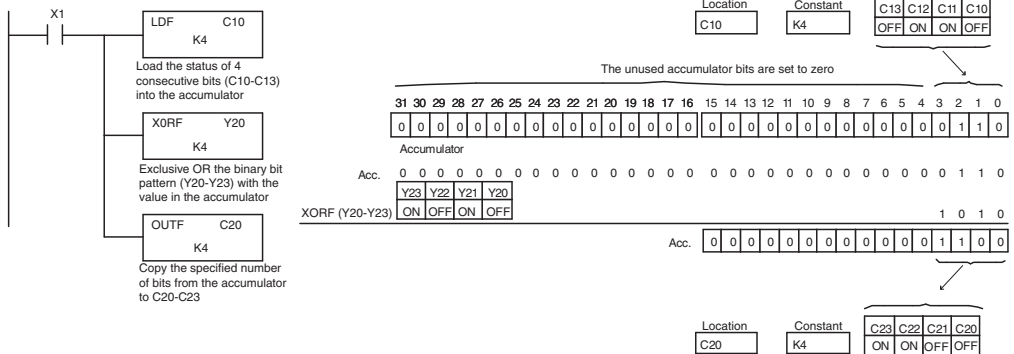 X1
LDF C10
K4
Load the status of 4
consecutive bits (C10-C13)
into the accumulator
X0RF Y20
K4
Exclusive OR the binary bit
pattern (Y20-Y23) with the
value in the accumulator
OUTF C20
K4
Copy the specified number
of bits from the accumulator
to C20-C23
Location Constant
C10 K4
C13 C12 C11 C10
OFF ON ON OFF
The unused accumulator bits are set to zero
31 30 29 28 27 26 25 24 23 22 21 20 19 18 17 16 15 14 13 12 11 10 9 8 7 6 5 4 3 2 1 0
0 0 0 0 0 0 0 0 0 0 0 0 0 0 0 0 0 0 0 0 0 0 0 0 0 0 0 0 0 1 1 0
Accumulator
Acc. 0 0 0 0 0 0 0 0 0 0 0 0 0 0 0 0 0 0 0 0 0 0 0 0 0 0 0 0 0 1 1 0
Y23 Y22 Y21 Y20
XORF (Y20-Y23) ON OFF ON OFF 1 0 1 0
Acc. 0 0 0 0 0 0 0 0 0 0 0 0 1 1 0 0
Location Constant
C20 K4
C23 C22 C21 C20
ON ON OFF OFF